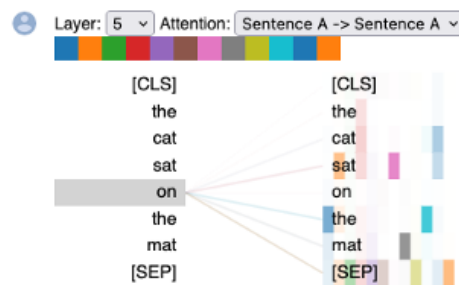 Layer: 5 Attention: Sentence A -> Sentence A
[CLS] [CLS]
the the
cat cat
sat sat
on on
the the
mat mat
[SEP] [SEP]